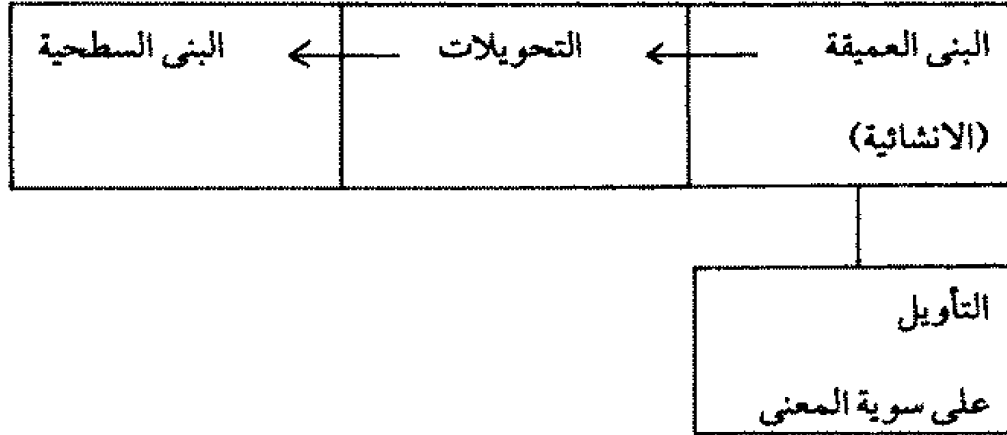 البنى العميقة ← التحويلات ← البنى السطحية
(الانشائية)
التأويل
على سوية المعنى